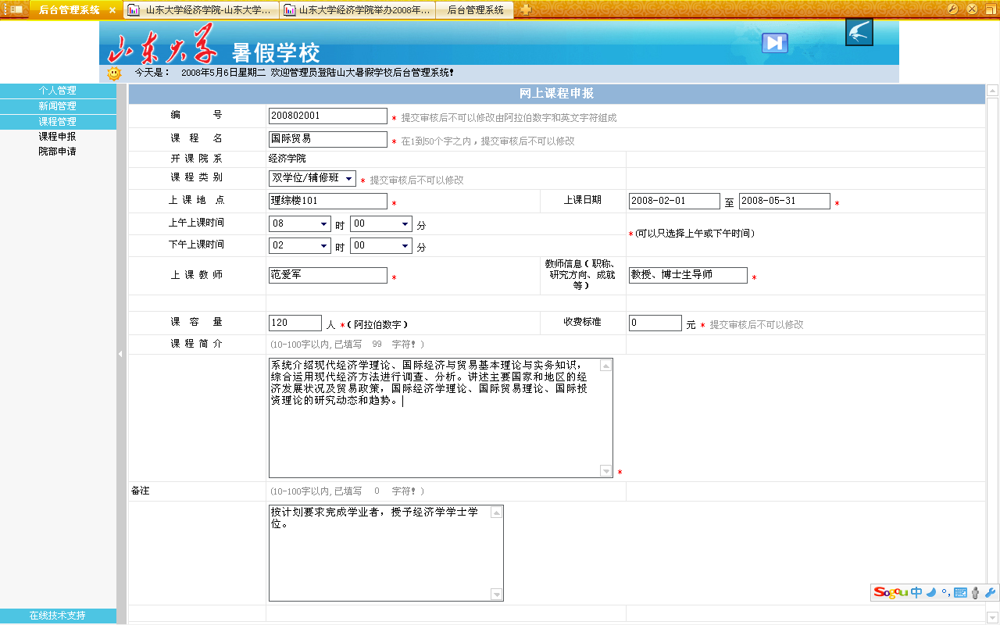 后台管理系统
山东大学经济学院-山东大学...
山东大学经济学院举办2008年...
后台管理系统
山东大学 暑假学校
今天是: 2008年5月6日星期二 欢迎管理员登陆山大暑假学校后台管理系统!
个人管理
新闻管理
课程管理
课程申报
院部申请
在线技术支持
网上课程申报
编 号 200802001 * 提交审核后不可以修改由阿拉伯数字和英文字符组成
课 程 名 国际贸易 * 在1到50个字之内，提交审核后不可以修改
开 课 院 系 经济学院
课 程 类 别 双学位/辅修班 * 提交审核后不可以修改
上 课 地 点 理综楼101 * 上课日期 2008-02-01 至 2008-05-31 *
上午上课时间 08 时 00 分
*(可以只选择上午或下午时间)
下午上课时间 02 时 00 分
上 课 教 师 范爱军 * 教师信息(职称、
研究方向、成就
等)
教授、博士生导师 *
课 容 量 120 人 *(阿拉伯数字) 收费标准 0 元 * 提交审核后不可以修改
课 程 简 介 (10-100字以内,已填写 99 字符! )
系统介绍现代经济学理论、国际经济与贸易基本理论与实务知识，
综合运用现代经济方法进行调查、分析。讲述主要国家和地区的经
济发展状况及贸易政策，国际经济学理论、国际贸易理论、国际投
资理论的研究动态和趋势。
*
备注 (10-100字以内,已填写 0 字符! )
按计划要求完成学业者，授予经济学学士学
位。
Sogou 中